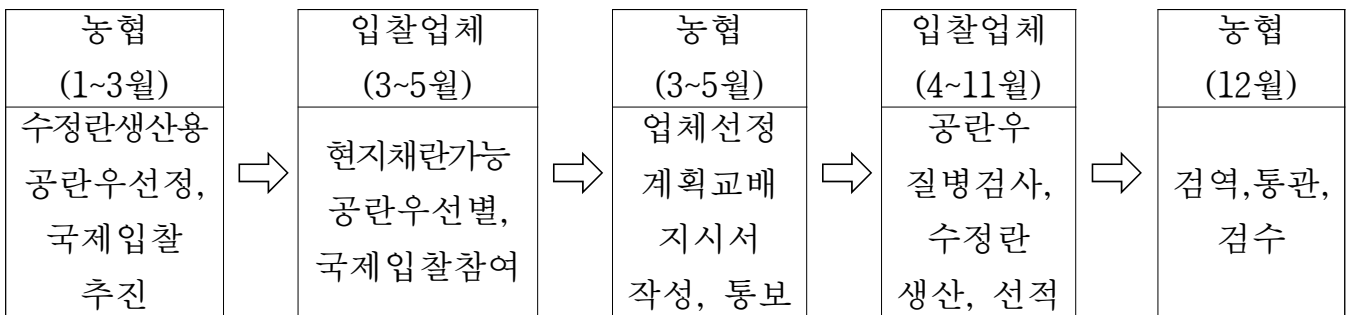 농협
(1~3월)
수정란생산용
공란우선정,
국제입찰
추진
입찰업체
(3~5월)
현지채란가능
공란우선별,
국제입찰참여
농협
(3~5월)
업체선정
계획교배
지시서
작성, 통보
입찰업체
(4~11월)
공란우
질병검사,
수정란
생산, 선적
농협
(12월)
검역,통관,
검수